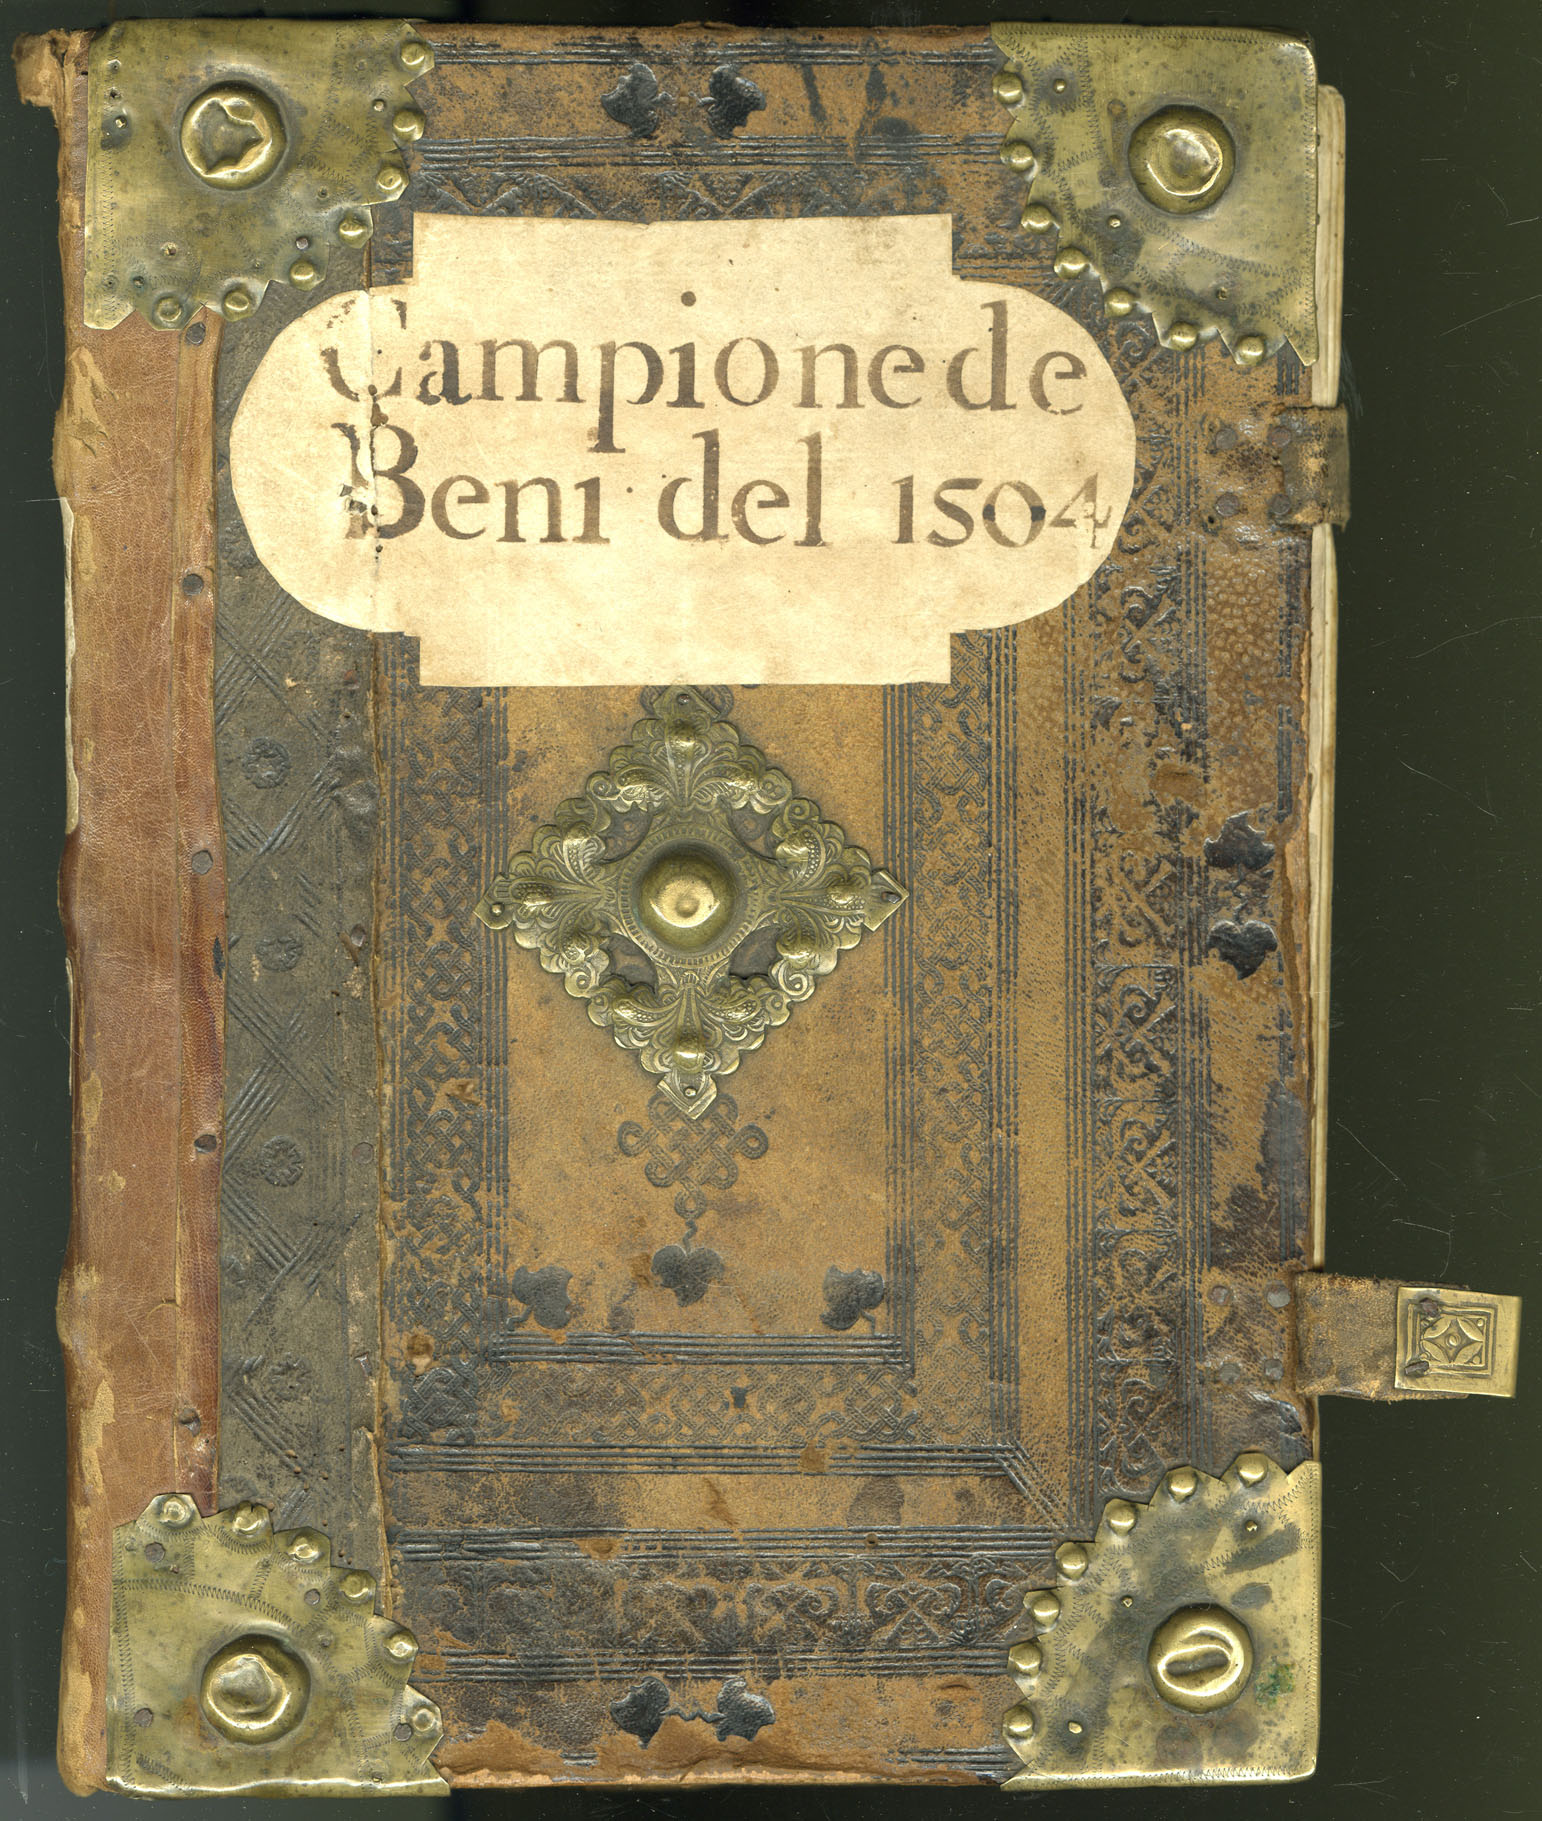 Campione de
Beni del 1504